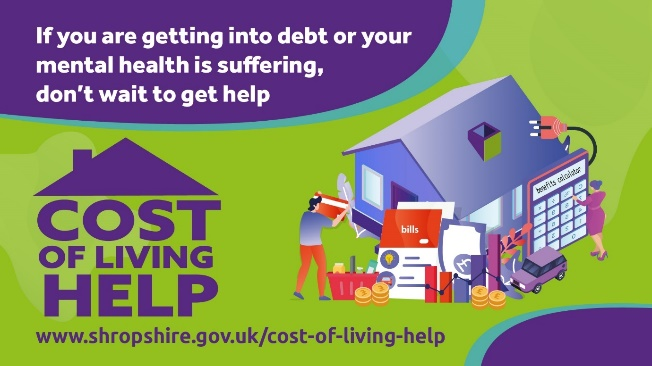 If you are getting into debt or your
mental health is suffering,
don't wait to get help
COST
OF LIVING
HELP
bills
benefits calculator
www.shropshire.gov.uk/cost-of-living-help